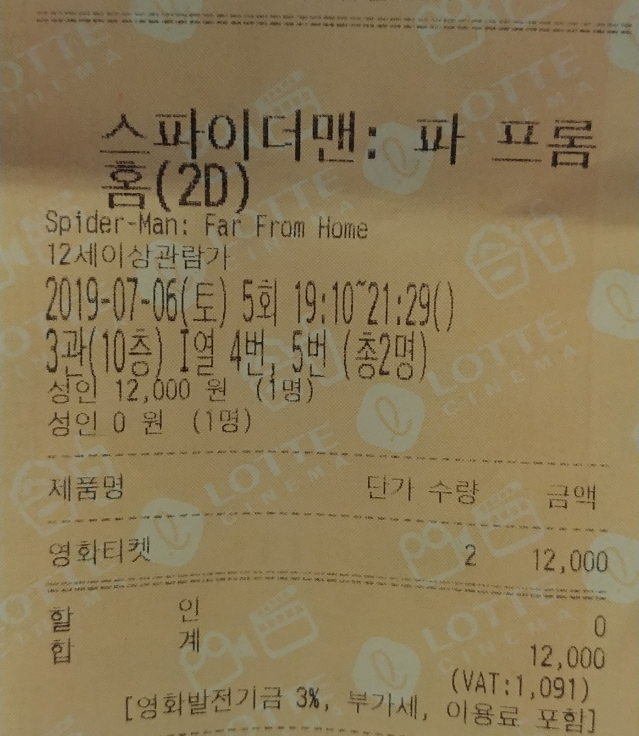 스파이더맨: 파 프롬
홈(2D)
Spider-Man: Far From Home
12세이상관람가
2019-07-06(토) 5회 19:10~21:29()
3관(10층) I열 4번, 5번 (총2명)
성인 12,000 원 (1명)
성인 0 원 (1명)
제품명 단가 수량 금액
영화티켓 2 12,000
할 인 0
합 계 12,000
(VAT:1,091)
[영화발전기금 3%, 부가세, 이용료 포함]
LOTTE
CINEMA